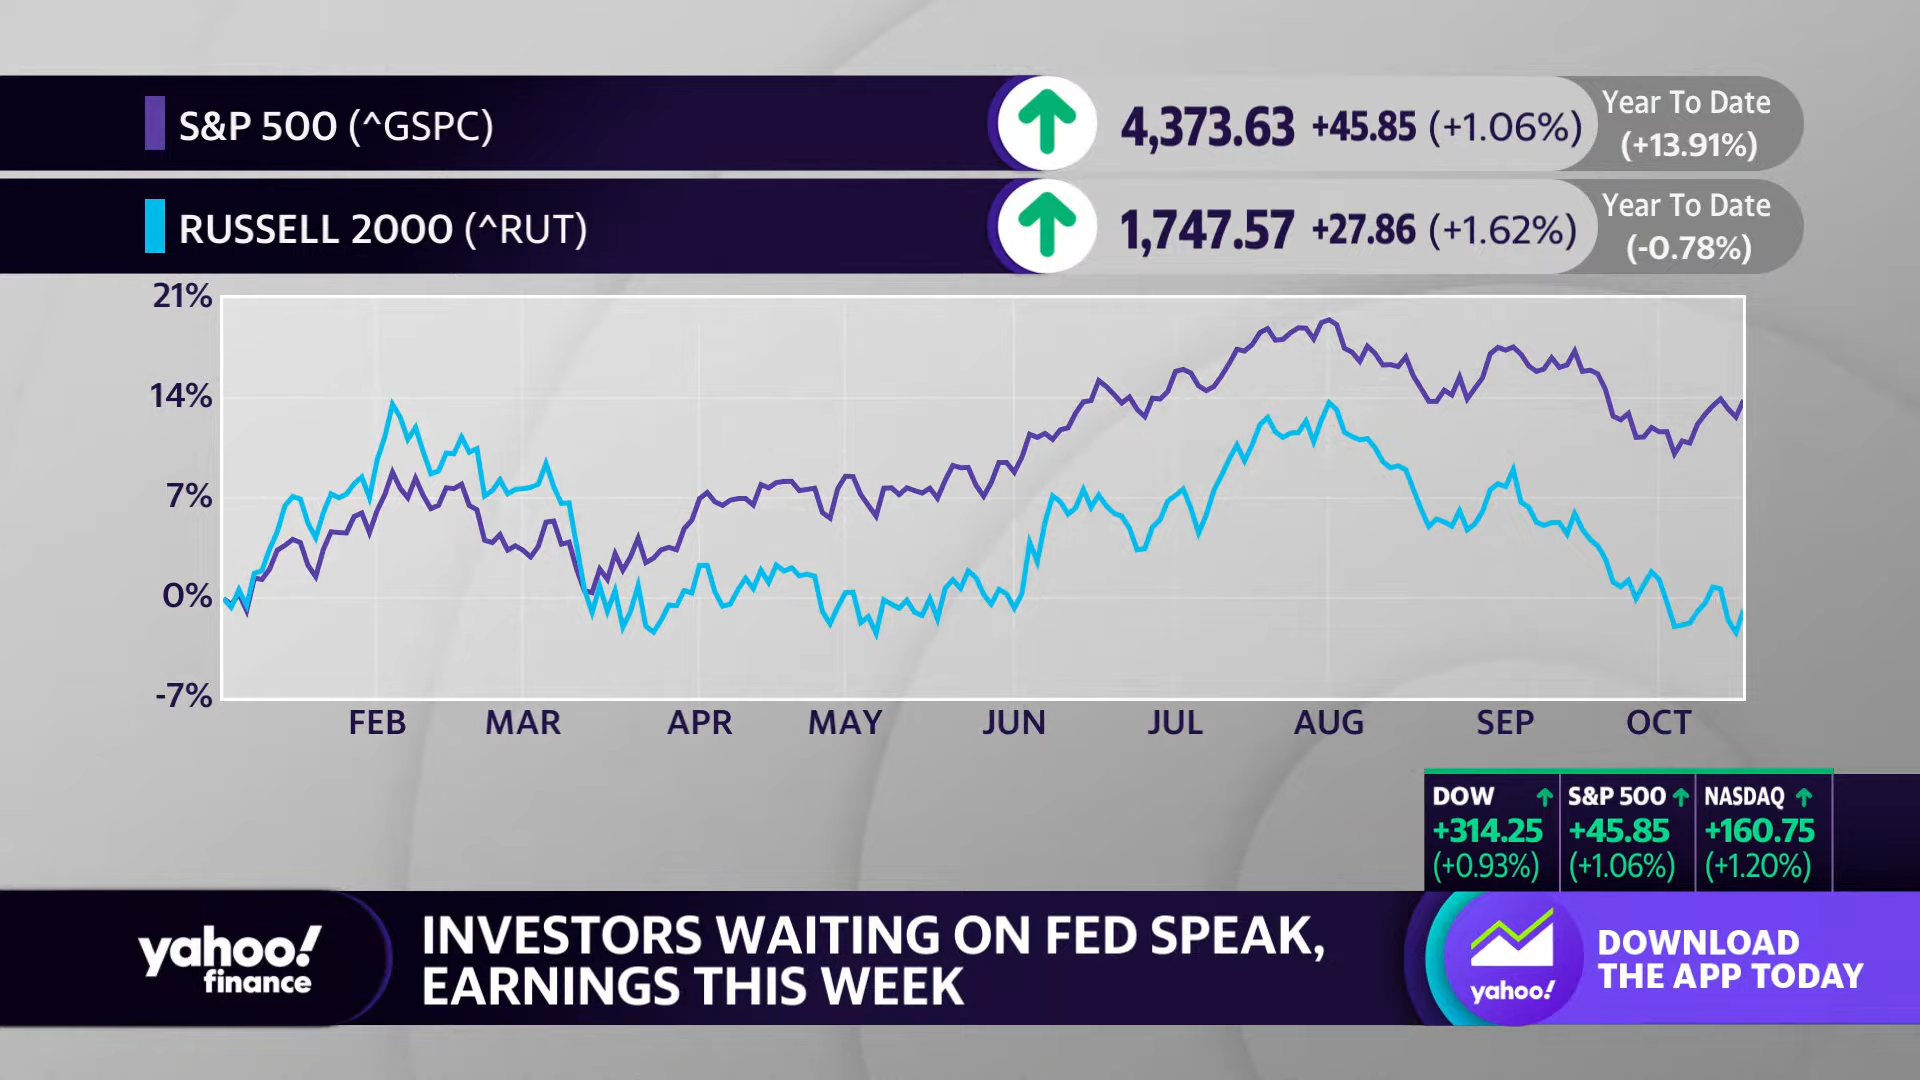 S&P 500 (^GSPC)
4,373.63 +45.85 (+1.06%)
Year To Date
(+13.91%)
RUSSELL 2000 (^RUT)
1,747.57 +27.86 (+1.62%)
Year To Date
(-0.78%)
21%
14%
7%
0%
-7%
FEB MAR APR MAY JUN JUL AUG SEP OCT
DOW
+314.25
(+0.93%)
S&P 500
+45.85
(+1.06%)
NASDAQ
+160.75
(+1.20%)
yahoo!
finance
INVESTORS WAITING ON FED SPEAK,
EARNINGS THIS WEEK
yahoo!
DOWNLOAD
THE APP TODAY